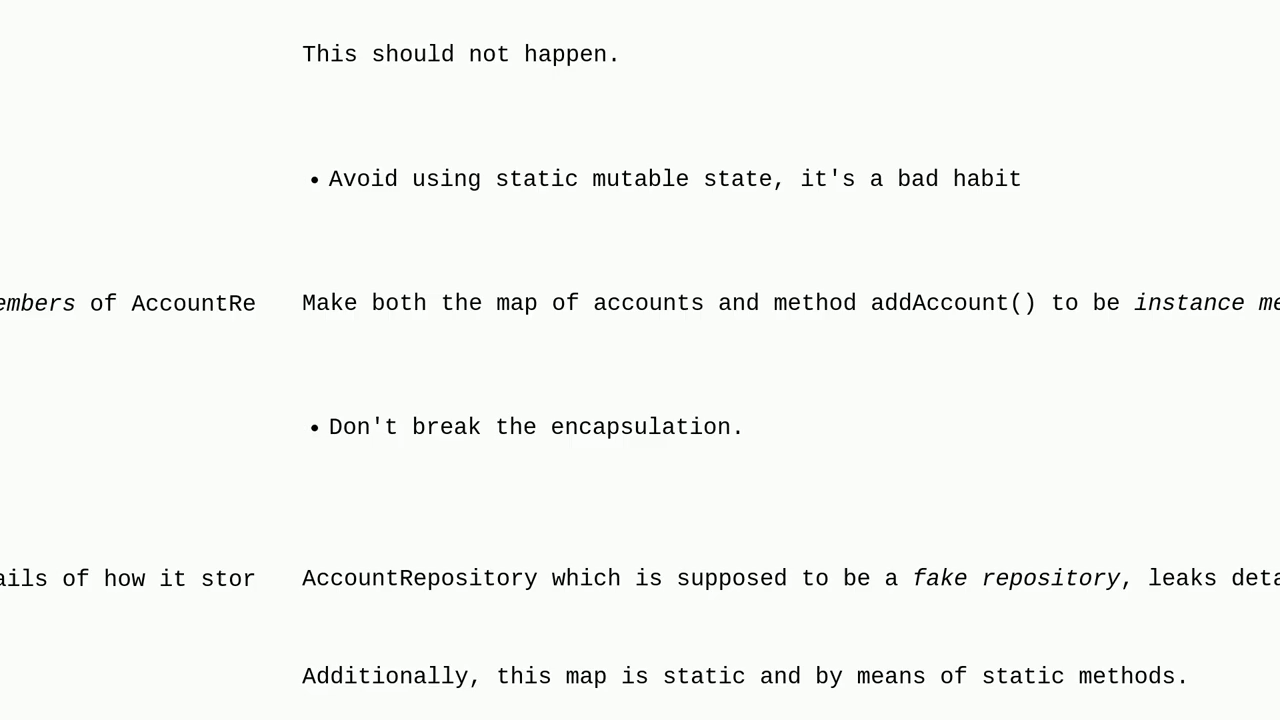 This should not happen.
• Avoid using static mutable state, it's a bad habit
embers of AccountRe
Make both the map of accounts and method addAccount() to be instance me
• Don't break the encapsulation.
ails of how it stor
AccountRepository which is supposed to be a fake repository, leaks deta
Additionally, this map is static and by means of static methods.